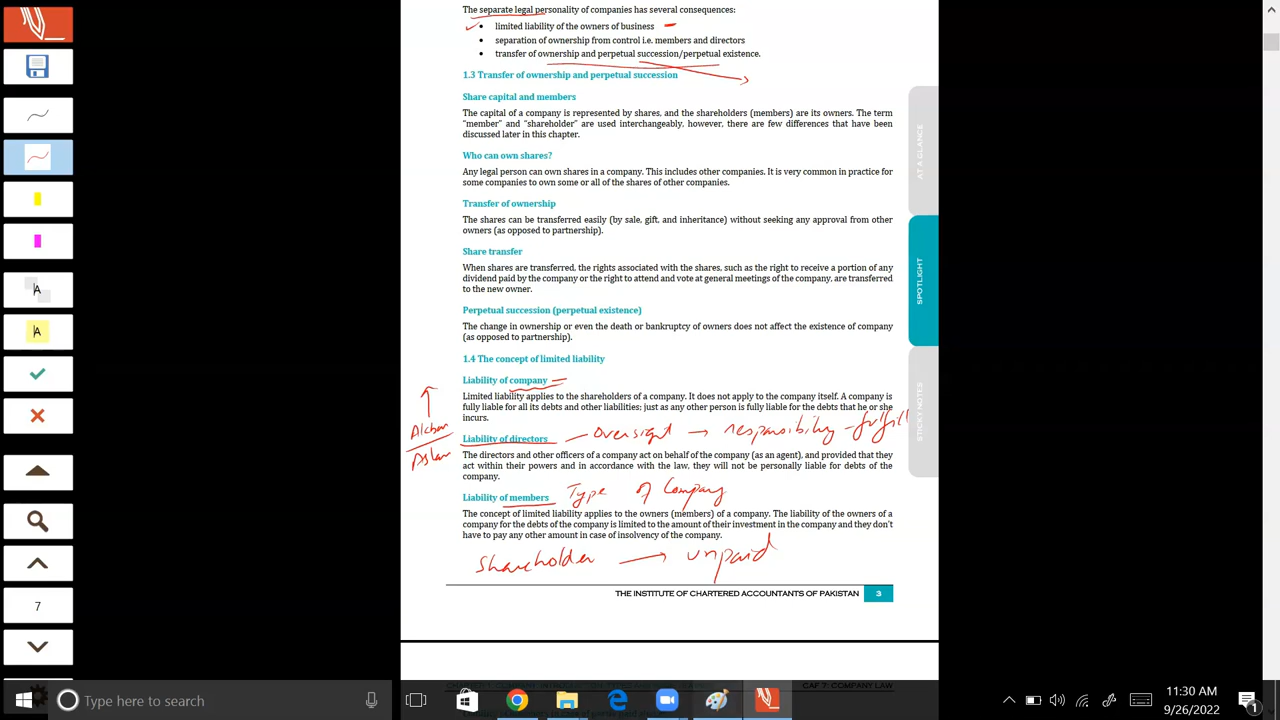 The separate legal personality of companies has several consequences:
• limited liability of the owners of business
• separation of ownership from control i.e. members and directors
• transfer of ownership and perpetual succession/perpetual existence.
1.3 Transfer of ownership and perpetual succession
Share capital and members
The capital of a company is represented by shares, and the shareholders (members) are its owners. The term
“member” and “shareholder” are used interchangeably, however, there are few differences that have been
discussed later in this chapter.
Who can own shares?
Any legal person can own shares in a company. This includes other companies. It is very common in practice for
some companies to own some or all of the shares of other companies.
Transfer of ownership
The shares can be transferred easily (by sale, gift, and inheritance) without seeking any approval from other
owners (as opposed to partnership).
Share transfer
When shares are transferred, the rights associated with the shares, such as the right to receive a portion of any
dividend paid by the company or the right to attend and vote at general meetings of the company, are transferred
to the new owner.
Perpetual succession (perpetual existence)
The change in ownership or even the death or bankruptcy of owners does not affect the existence of company
(as opposed to partnership).
1.4 The concept of limited liability
Liability of company
Limited liability applies to the shareholders of a company. It does not apply to the company itself. A company is
fully liable for all its debts and other liabilities; just as any other person is fully liable for the debts that he or she
incurs.
Liability of directors
oversight → responsibility - fulfill
The directors and other officers of a company act on behalf of the company (as an agent), and provided that they
act within their powers and in accordance with the law, they will not be personally liable for debts of the
company.
Liability of members
Type of Company
The concept of limited liability applies to the owners (members) of a company. The liability of the owners of a
company for the debts of the company is limited to the amount of their investment in the company and they don't
have to pay any other amount in case of insolvency of the company.
Shareholder → unpaid
THE INSTITUTE OF CHARTERED ACCOUNTANTS OF PAKISTAN 3
CAF 7: COMPANY LAW
AT A GLANCE
SPOTLIGHT
STICKY NOTES
A
A
7
Type here to search
11:30 AM
9/26/2022
1